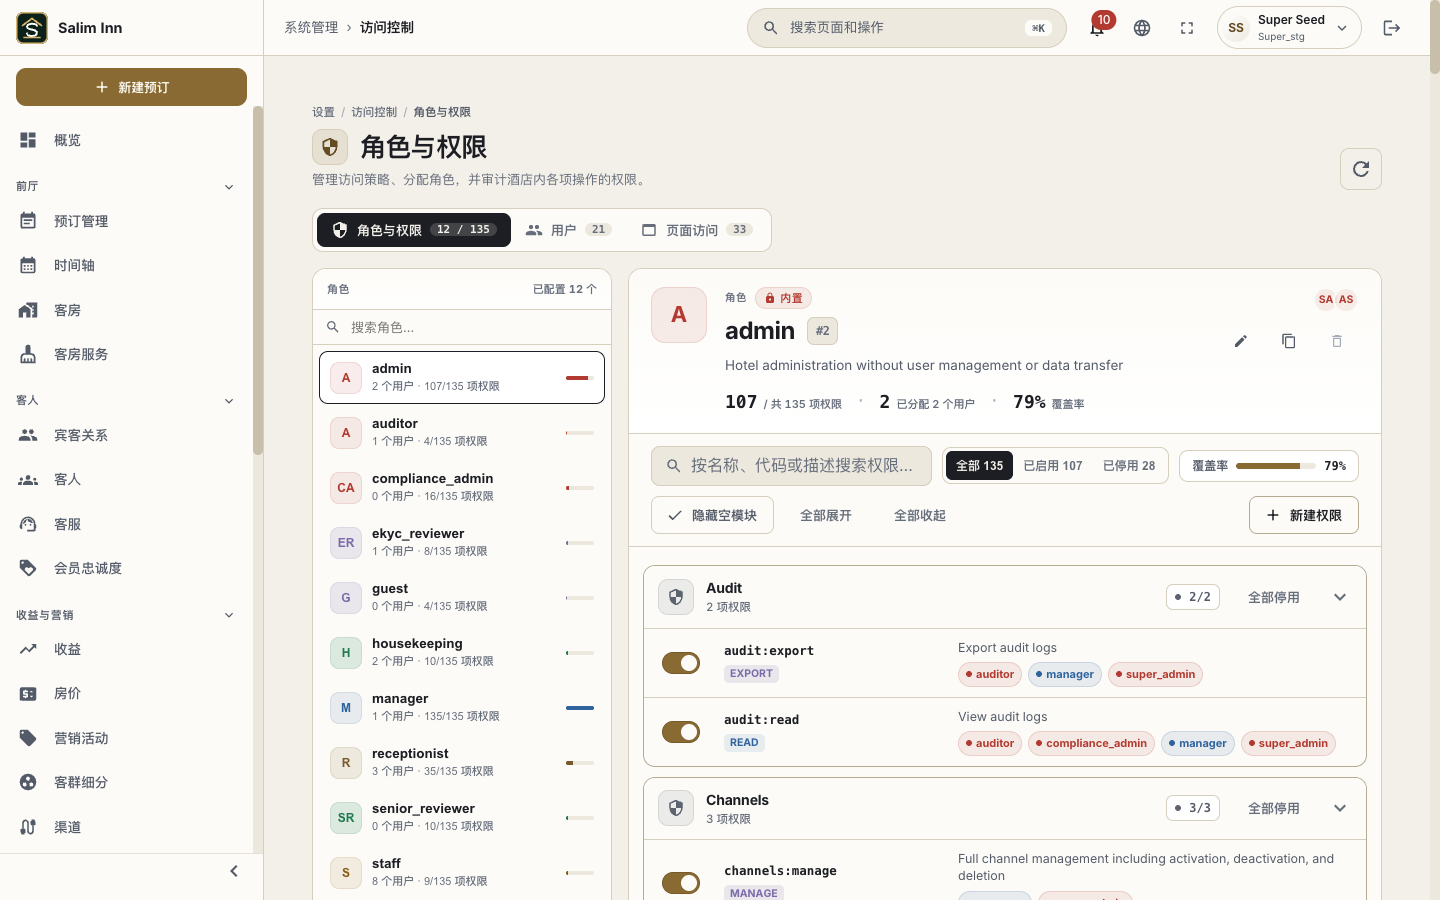 Salim Inn
系统管理 › 访问控制
搜索页面和操作
⌘K
10
SS
Super Seed
Super_stg
新建预订
概览
前厅
预订管理
时间轴
客房
客房服务
客人
宾客关系
客人
客服
会员忠诚度
收益与营销
收益
房价
营销活动
客群细分
渠道
设置 / 访问控制 / 角色与权限
角色与权限
管理访问策略、分配角色，并审计酒店内各项操作的权限。
角色与权限 12 / 135
用户 21
页面访问 33
角色
已配置 12 个
搜索角色...
A
admin
2 个用户 · 107/135 项权限
A
auditor
1 个用户 · 4/135 项权限
CA
compliance_admin
0 个用户 · 16/135 项权限
ER
ekyc_reviewer
1 个用户 · 8/135 项权限
G
guest
0 个用户 · 4/135 项权限
H
housekeeping
2 个用户 · 10/135 项权限
M
manager
1 个用户 · 135/135 项权限
R
receptionist
3 个用户 · 35/135 项权限
SR
senior_reviewer
0 个用户 · 10/135 项权限
S
staff
8 个用户 · 9/135 项权限
A
角色 内置
SA AS
admin #2
Hotel administration without user management or data transfer
107 / 共 135 项权限 · 2 已分配 2 个用户 · 79% 覆盖率
按名称、代码或描述搜索权限...
全部 135
已启用 107
已停用 28
覆盖率 79%
隐藏空模块
全部展开
全部收起
新建权限
Audit
2 项权限
2/2
全部停用
audit:export
EXPORT
Export audit logs
auditor manager super_admin
audit:read
READ
View audit logs
auditor compliance_admin manager super_admin
Channels
3 项权限
3/3
全部停用
channels:manage
MANAGE
Full channel management including activation, deactivation, and
deletion